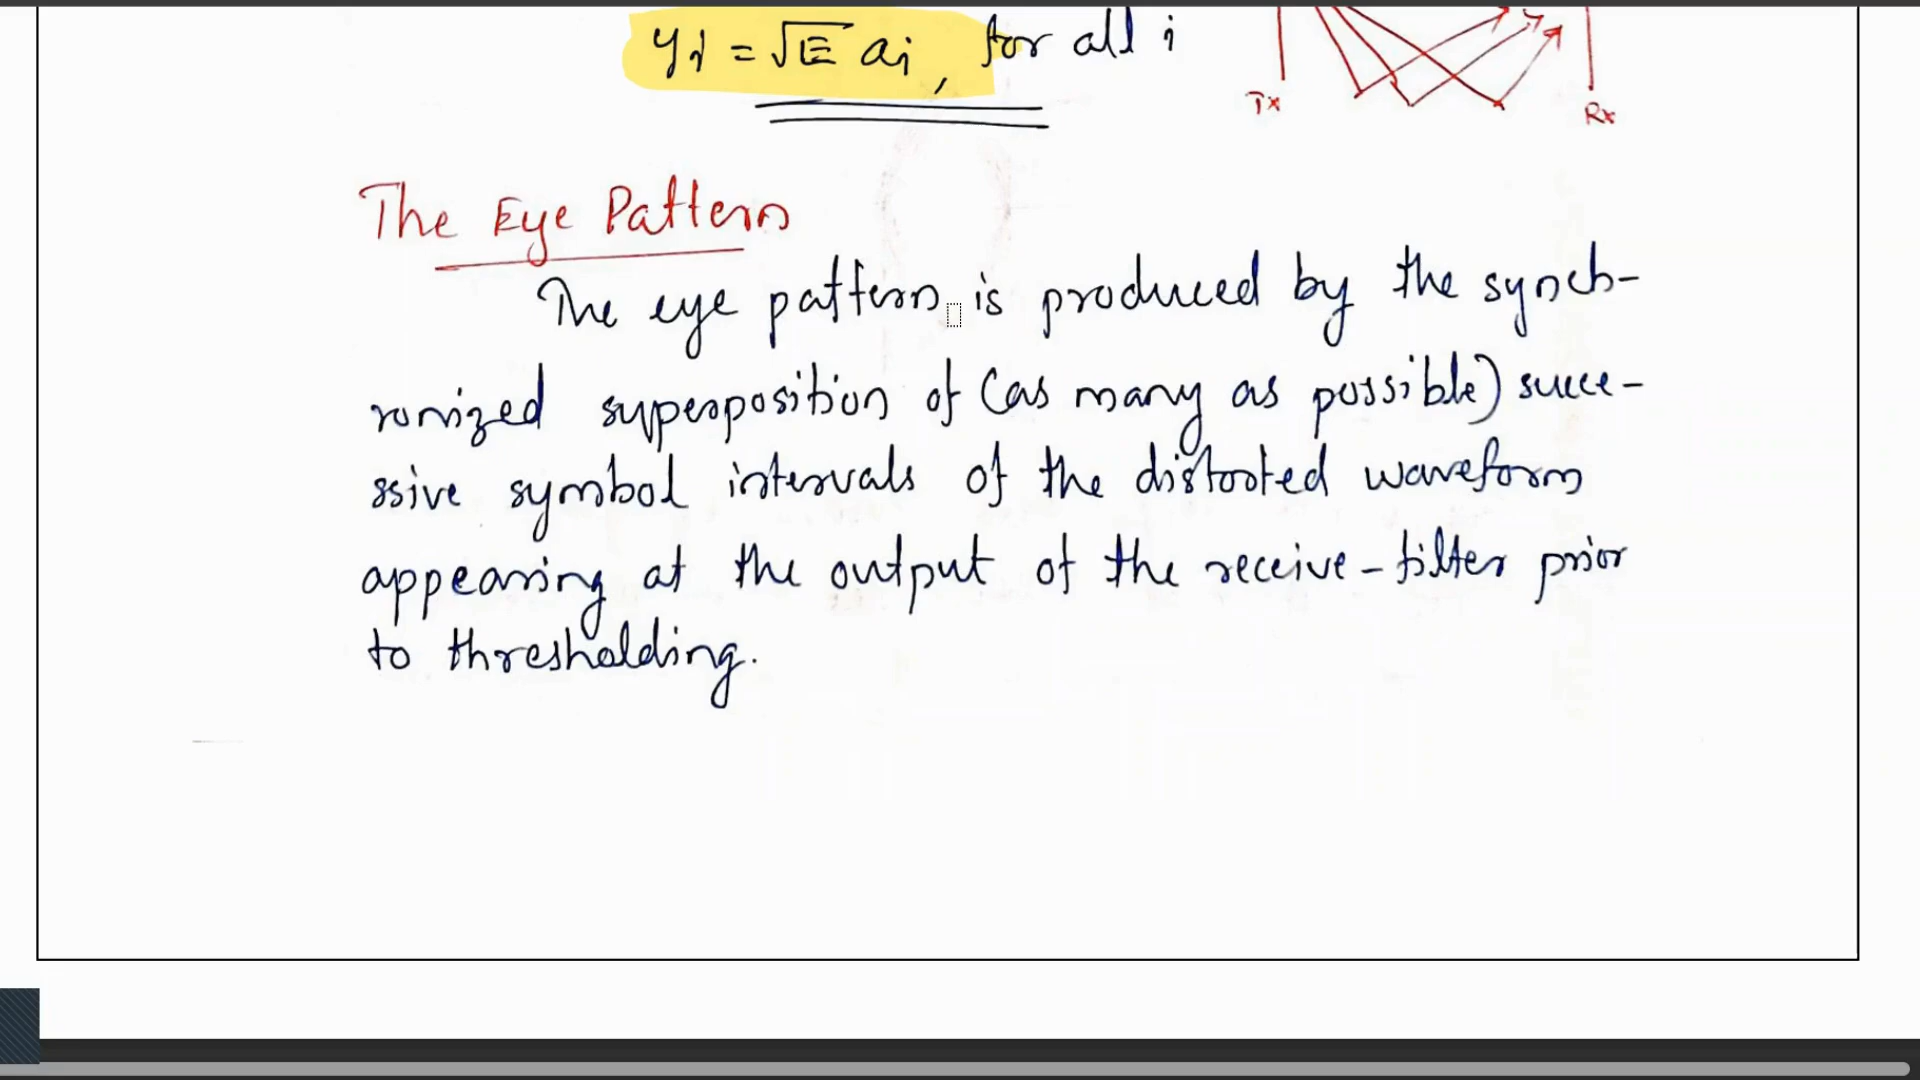 yi = √E ai, for all i
Tx
Rx
The Eye Pattern
The eye pattern is produced by the synch-
ronized superposition of (as many as possible) succe-
ssive symbol intervals of the distorted waveform
appearing at the output of the receive-filter prior
to thresholding.